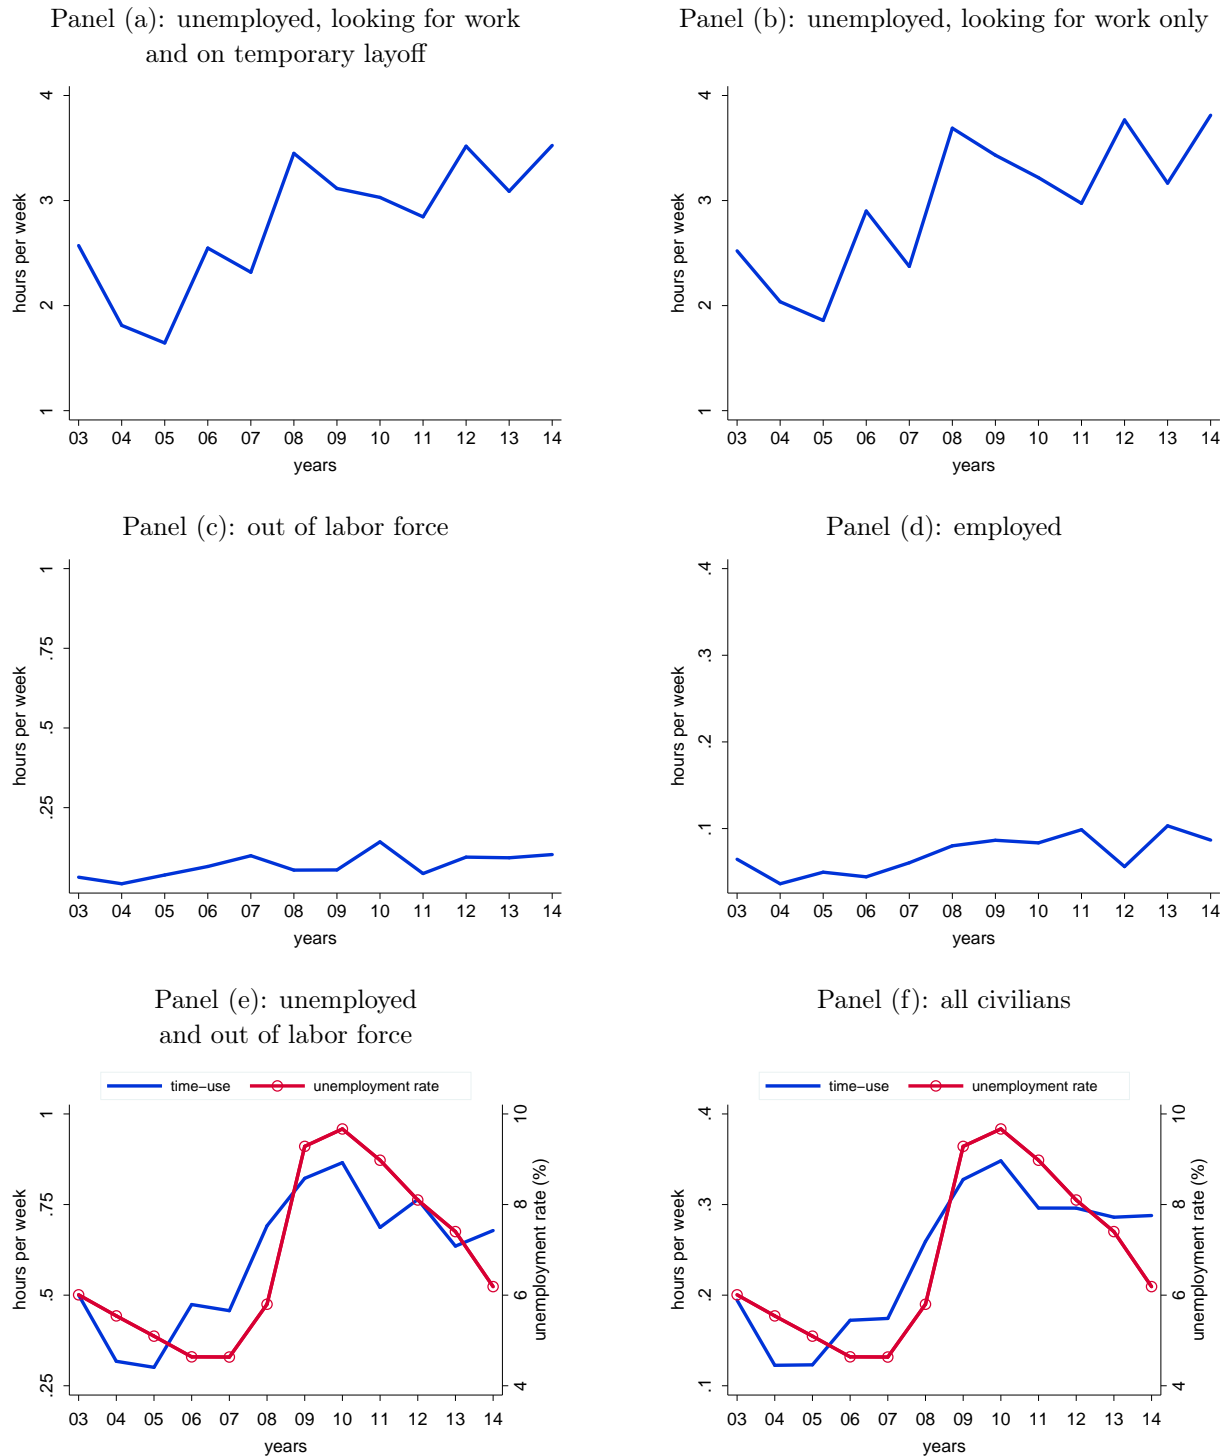 Panel (a): unemployed, looking for work
and on temporary layoff
4
3
2
1
hours per week
03 04 05 06 07 08 09 10 11 12 13 14
years
Panel (b): unemployed, looking for work only
4
3
2
1
hours per week
03 04 05 06 07 08 09 10 11 12 13 14
years
Panel (c): out of labor force
1
.75
.5
.25
hours per week
03 04 05 06 07 08 09 10 11 12 13 14
years
Panel (d): employed
.4
.3
.2
.1
hours per week
03 04 05 06 07 08 09 10 11 12 13 14
years
Panel (e): unemployed
and out of labor force
time−use unemployment rate
1
.75
.5
.25
hours per week
10
8
6
4
unemployment rate (%)
03 04 05 06 07 08 09 10 11 12 13 14
years
Panel (f): all civilians
time−use unemployment rate
.4
.3
.2
.1
hours per week
10
8
6
4
unemployment rate (%)
03 04 05 06 07 08 09 10 11 12 13 14
years